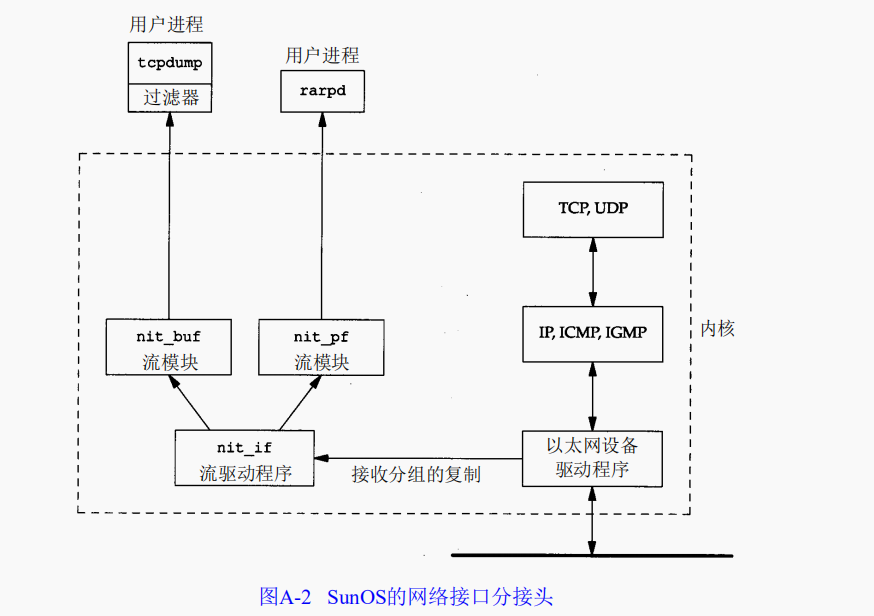 用户进程
tcpdump
过滤器
用户进程
rarpd
TCP, UDP
IP, ICMP, IGMP
内核
nit_buf
流模块
nit_pf
流模块
nit_if
流驱动程序
接收分组的复制
以太网设备
驱动程序
图A-2 SunOS的网络接口分接头